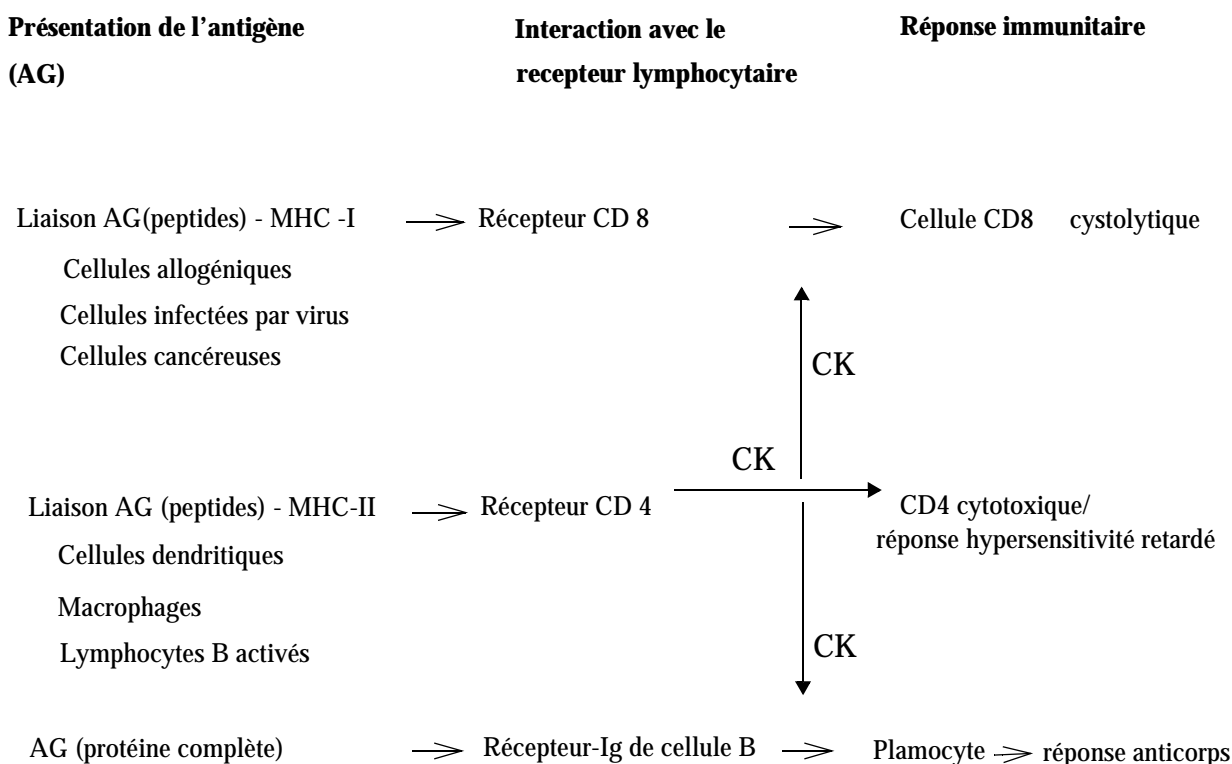 Présentation de l'antigène
(AG)
Interaction avec le
recepteur lymphocytaire
Réponse immunitaire
Liaison AG(peptides) - MHC -I
Récepteur CD 8
Cellule CD8 cystolytique
Cellules allogéniques
Cellules infectées par virus
Cellules cancéreuses
CK
CK
Liaison AG (peptides) - MHC-II
Récepteur CD 4
CD4 cytotoxique/
réponse hypersensitivité retardé
Cellules dendritiques
Macrophages
Lymphocytes B activés
CK
AG (protéine complète)
Récepteur-Ig de cellule B
Plamocyte
réponse anticorps